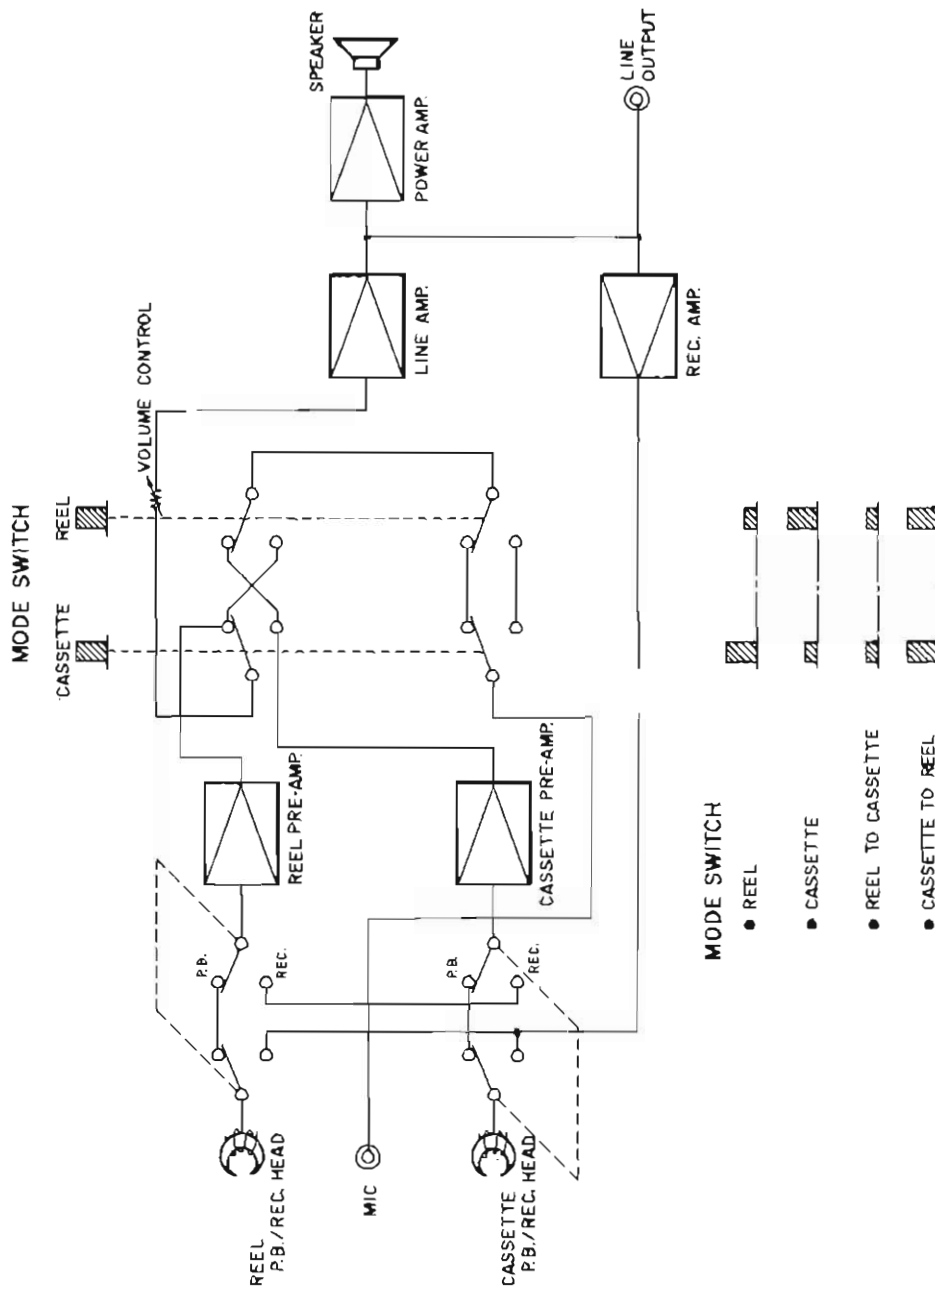 MODE SWITCH
CASSETTE
REEL
VOLUME CONTROL
SPEAKER
POWER AMP.
LINE AMP.
LINE
OUTPUT
REC. AMP.
REEL PRE-AMP.
CASSETTE PRE-AMP.
P.B.
REC.
P.B.
REC.
REEL
P.B./REC. HEAD
MIC
CASSETTE
P.B./REC. HEAD
MODE SWITCH
● REEL
● CASSETTE
● REEL TO CASSETTE
● CASSETTE TO REEL